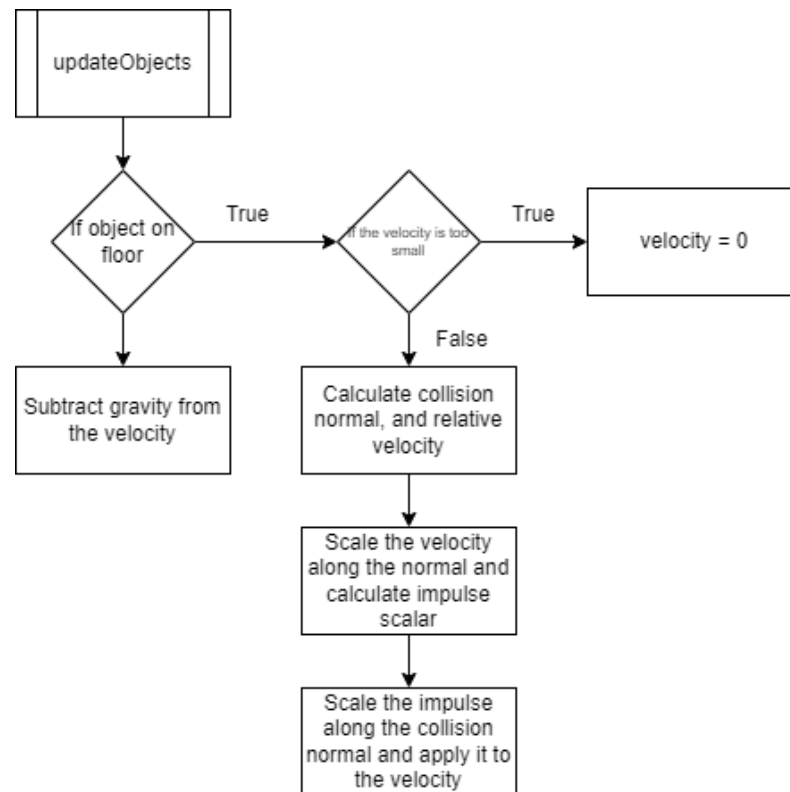 updateObjects
If object on
floor
True
If the velocity is too
small
True
velocity = 0
False
Subtract gravity from
the velocity
Calculate collision
normal, and relative
velocity
Scale the velocity
along the normal and
calculate impulse
scalar
Scale the impulse
along the collision
normal and apply it to
the velocity